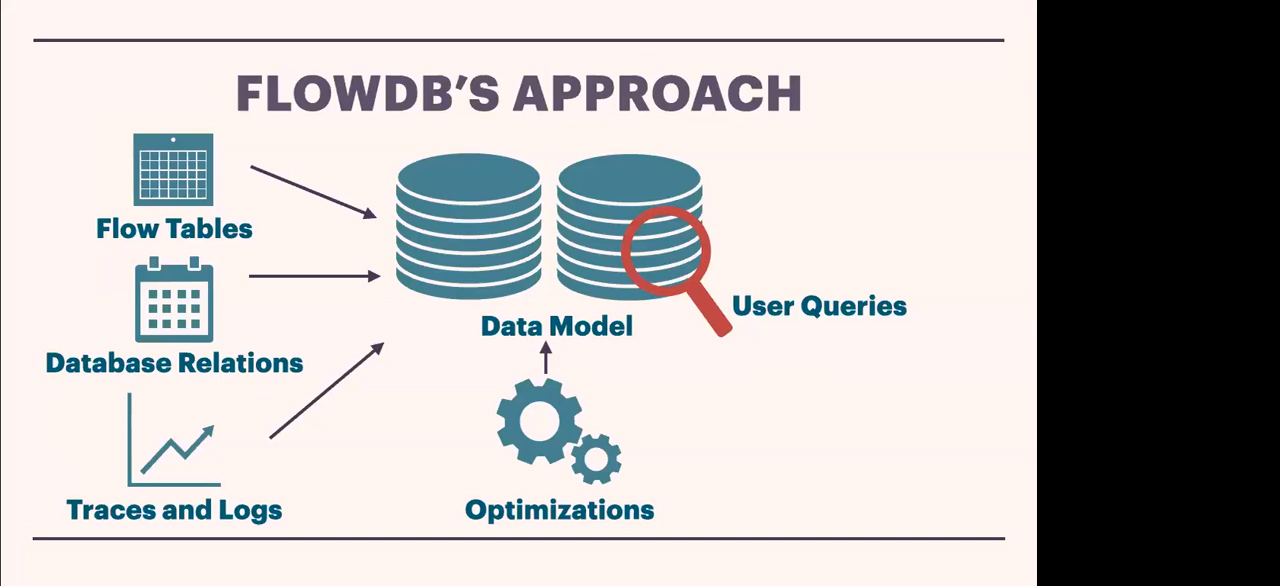 FLOWDB'S APPROACH
Flow Tables
Database Relations
Traces and Logs
Data Model
User Queries
Optimizations